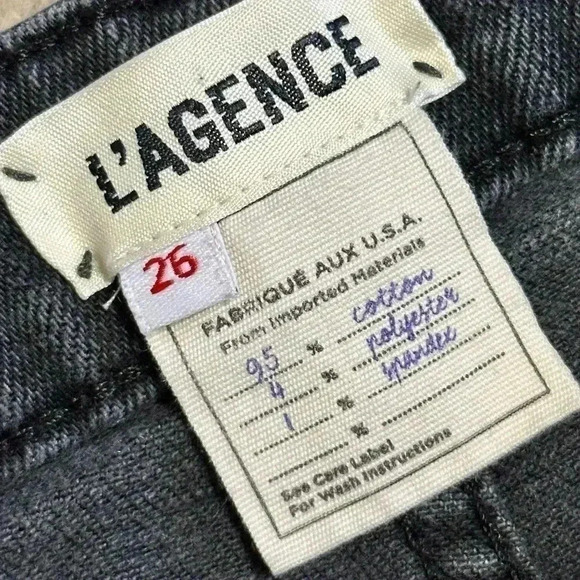 L'AGENCE
26
FABRIQUÉ AUX U.S.A.
From Imported Materials
95 % cotton
4 % polyester
1 % spandex
%
See Care Label
For Wash Instructions